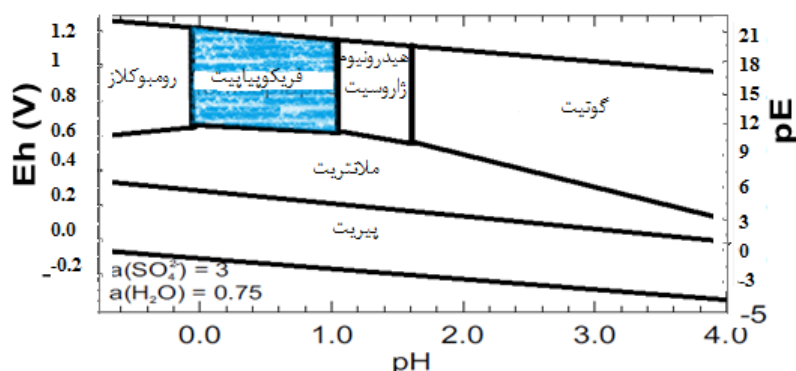 Eh (V)
1.2
1
0.8
0.6
0.4
0.2
0.0
-0.2
رومبوکلاز
فریکوپیاپیت
هیدرونیوم
ژاروسیت
گوتیت
ملانتریت
پیریت
a(SO₄²⁻) = 3
a(H₂O) = 0.75
0.0 1.0 2.0 3.0 4.0
pH
21
18
15
12
9
6
3
0
-3
-5
pE